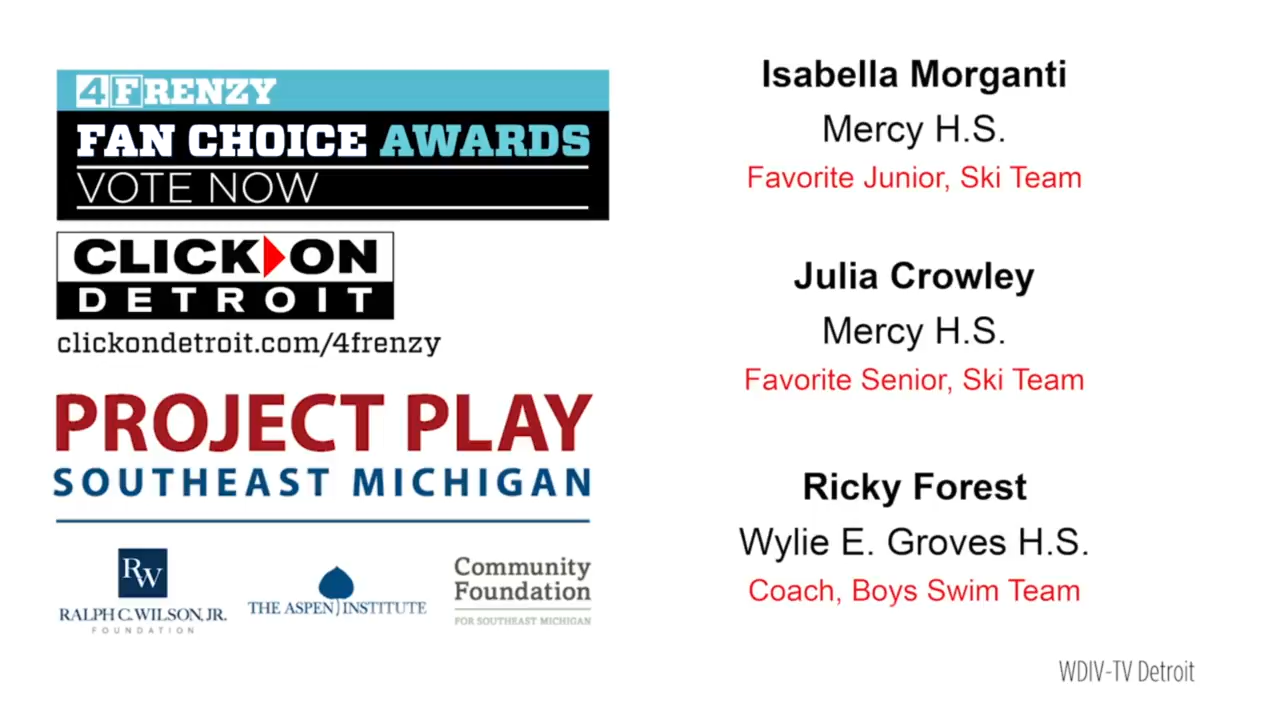 4FRENZY
FAN CHOICE AWARDS
VOTE NOW
CLICK ON
DETROIT
clickondetroit.com/4frenzy
PROJECT PLAY
SOUTHEAST MICHIGAN
RW
RALPH C. WILSON, JR.
FOUNDATION
THE ASPEN INSTITUTE
Community
Foundation
FOR SOUTHEAST MICHIGAN
Isabella Morganti
Mercy H.S.
Favorite Junior, Ski Team
Julia Crowley
Mercy H.S.
Favorite Senior, Ski Team
Ricky Forest
Wylie E. Groves H.S.
Coach, Boys Swim Team
WDIV-TV Detroit